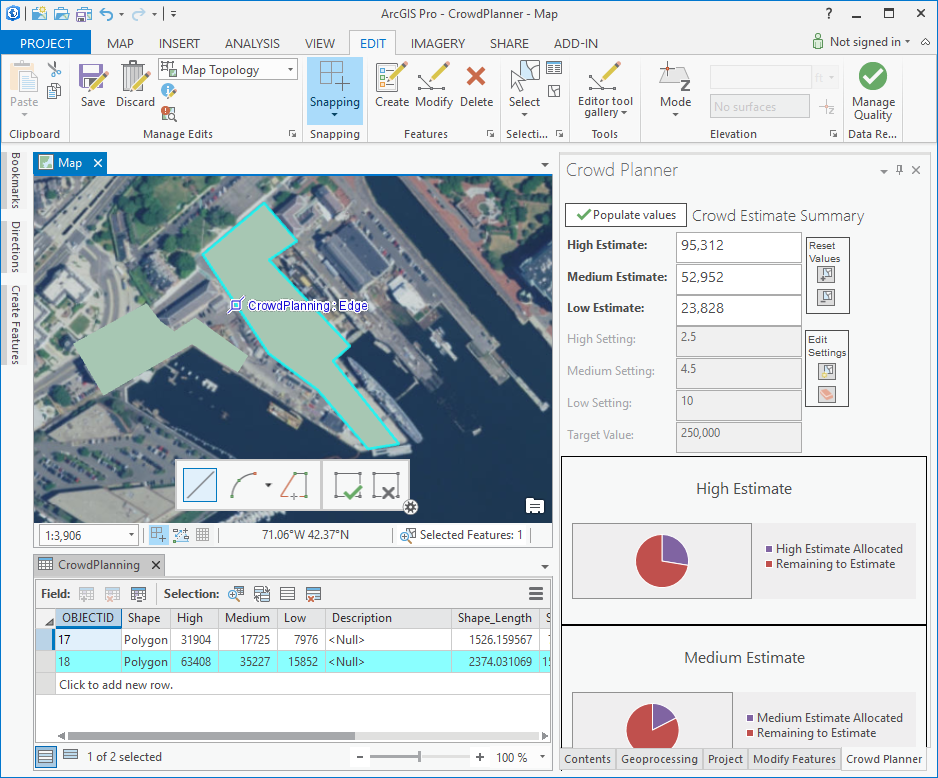 ArcGIS Pro - CrowdPlanner - Map
?
PROJECT MAP INSERT ANALYSIS VIEW EDIT IMAGERY SHARE ADD-IN
Not signed in
Paste
Save
Discard
Map Topology
Snapping
Create
Modify
Delete
Select
Editor tool
gallery
Mode
ft
No surfaces
Manage
Quality
Clipboard
Manage Edits
Snapping
Features
Selecti...
Tools
Elevation
Data Re...
Bookmarks
Directions
Create Features
Map
CrowdPlanning : Edge
1:3,906
71.06°W 42.37°N
Selected Features: 1
CrowdPlanning
Field:
Selection:
OBJECTID Shape High Medium Low Description Shape_Length S
17 Polygon 31904 17725 7976 <Null> 1526.159567
18 Polygon 63408 35227 15852 <Null> 2374.031069 15
Click to add new row.
1 of 2 selected
100 %
Crowd Planner
Populate values
Crowd Estimate Summary
High Estimate: 95,312
Medium Estimate: 52,952
Low Estimate: 23,828
High Setting: 2.5
Medium Setting: 4.5
Low Setting: 10
Target Value: 250,000
Reset
Values
Edit
Settings
High Estimate
High Estimate Allocated
Remaining to Estimate
Medium Estimate
Medium Estimate Allocated
Remaining to Estimate
Contents Geoprocessing Project Modify Features Crowd Planner